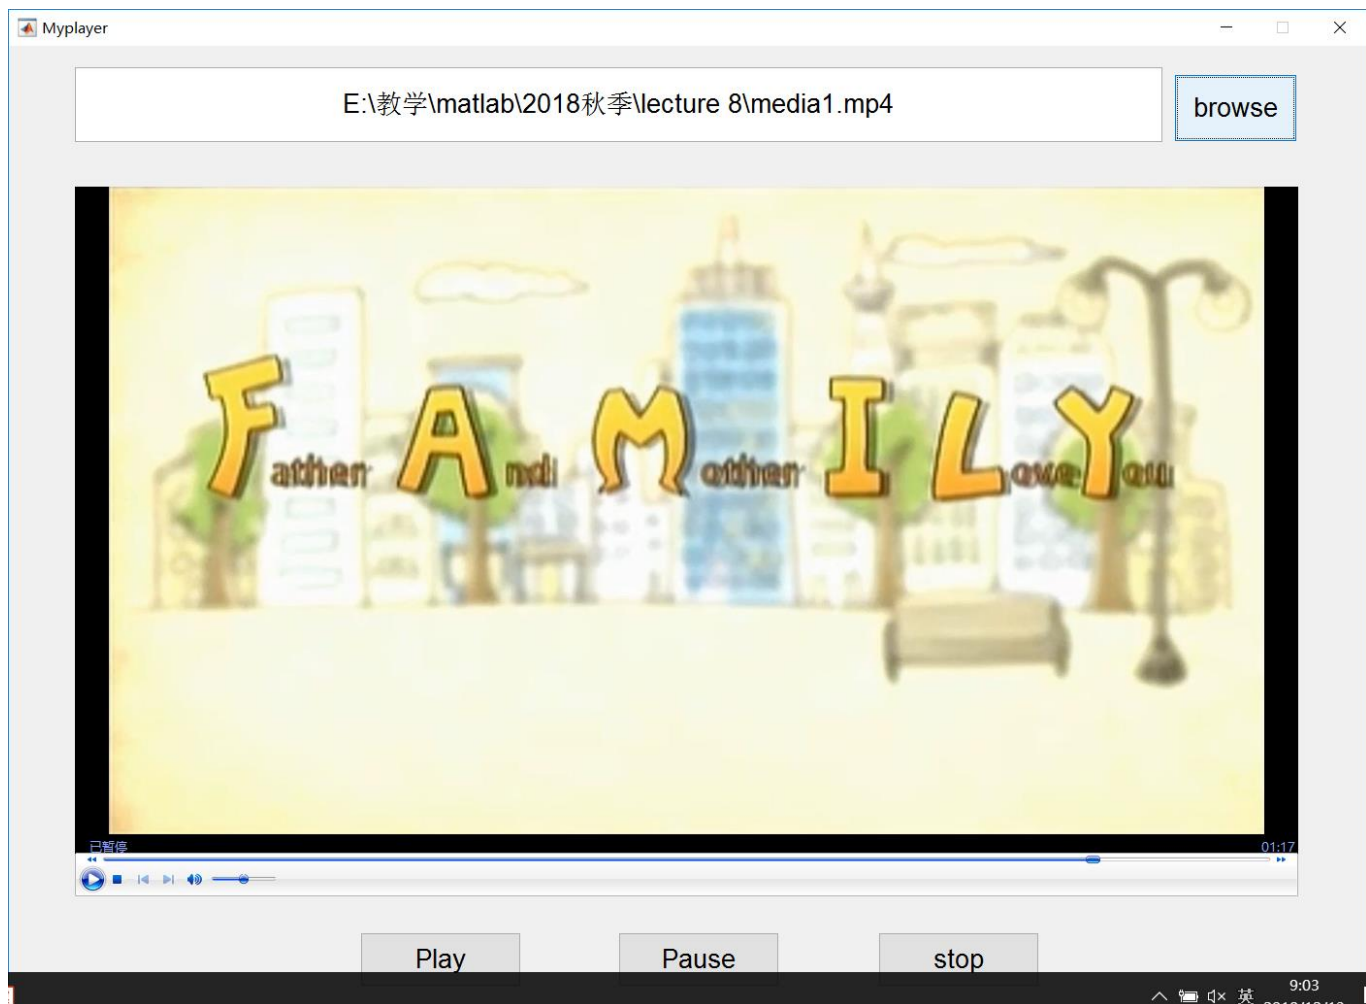 Myplayer
E:\教学\matlab\2018秋季\lecture 8\media1.mp4
browse
Father And Mother I Love You
已暂停
01:17
Play Pause stop
英 9:03